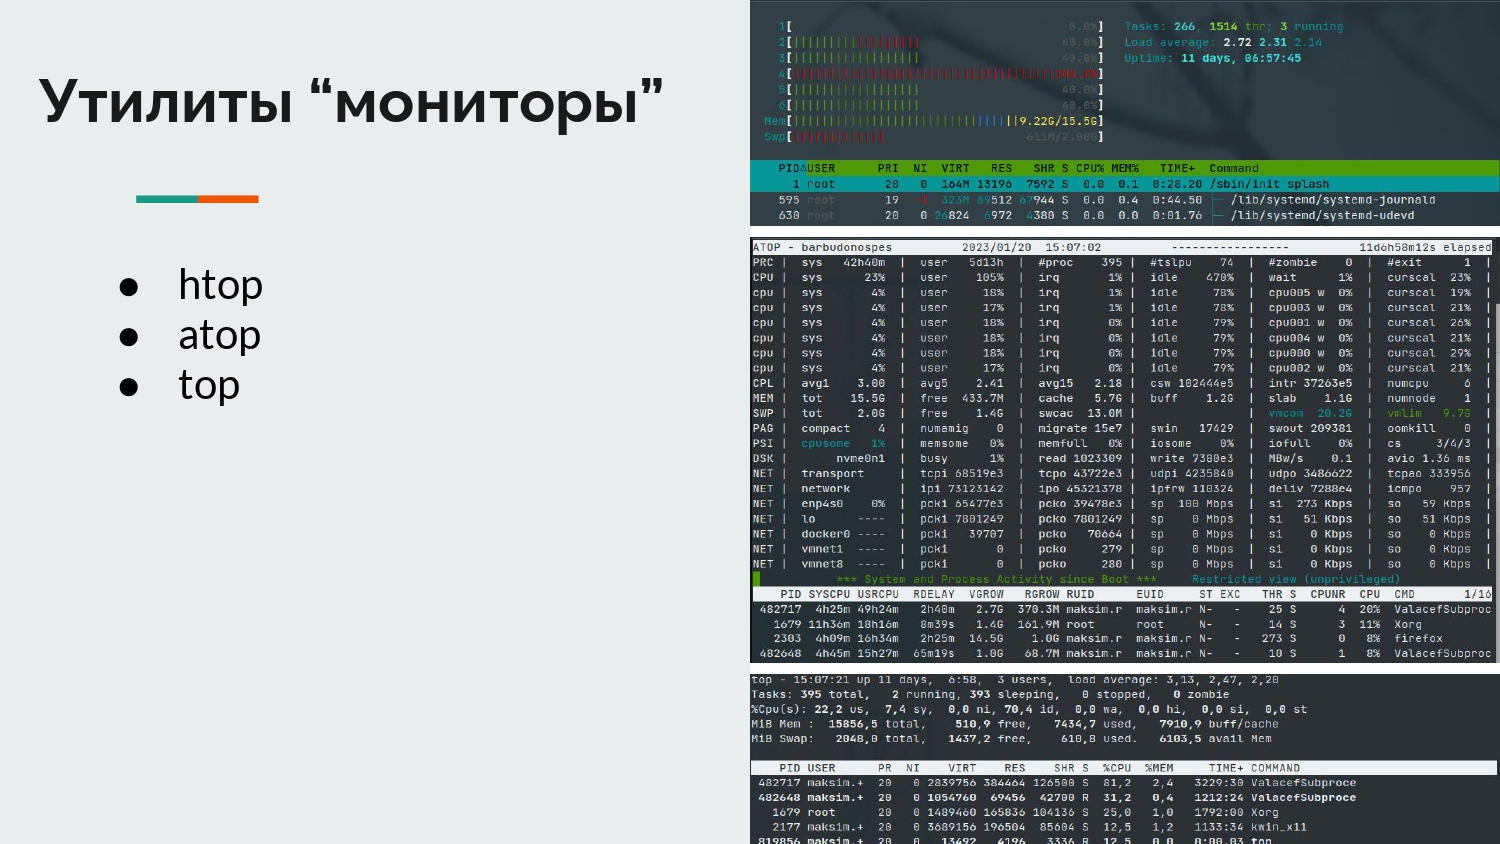 Утилиты “мониторы”
● htop
● atop
● top
1[ 0.0%] Tasks: 266, 1514 thr; 3 running
2[|||||||||||||||||| 40.0%] Load average: 2.72 2.31 2.14
3[|||||||||||||||||| 40.0%] Uptime: 11 days, 06:57:45
4[||||||||||||||||||||||||||||||||||||||100.0%]
5[|||||||||||||||||| 40.0%]
6[|||||||||||||||||| 40.0%]
Mem[||||||||||||||||||||||||||||||||9.22G/15.5G]
Swp[||||||||||||| 611M/2.00G]
PID△USER PRI NI VIRT RES SHR S CPU% MEM% TIME+ Command
1 root 20 0 164M 13196 7592 S 0.0 0.1 0:28.20 /sbin/init splash
595 root 19 -1 323M 69512 67944 S 0.0 0.4 0:44.50 ├─ /lib/systemd/systemd-journald
630 root 20 0 26824 6972 4380 S 0.0 0.0 0:01.76 ├─ /lib/systemd/systemd-udevd
ATOP - barbudonospes 2023/01/20 15:07:02 ----------------- 11d6h58m12s elapsed
PRC | sys 42h40m | user 5d13h | #proc 395 | #tslpu 74 | #zombie 0 | #exit 1 |
CPU | sys 23% | user 105% | irq 1% | idle 470% | wait 1% | curscal 23% |
cpu | sys 4% | user 18% | irq 1% | idle 78% | cpu005 w 0% | curscal 19% |
cpu | sys 4% | user 17% | irq 1% | idle 78% | cpu003 w 0% | curscal 21% |
cpu | sys 4% | user 18% | irq 0% | idle 79% | cpu001 w 0% | curscal 26% |
cpu | sys 4% | user 18% | irq 0% | idle 79% | cpu004 w 0% | curscal 21% |
cpu | sys 4% | user 18% | irq 0% | idle 79% | cpu000 w 0% | curscal 29% |
cpu | sys 4% | user 17% | irq 0% | idle 79% | cpu002 w 0% | curscal 21% |
CPL | avg1 3.00 | avg5 2.41 | avg15 2.18 | csw 102444e5 | intr 37263e5 | numcpu 6 |
MEM | tot 15.5G | free 433.7M | cache 5.7G | buff 1.2G | slab 1.1G | numnode 1 |
SWP | tot 2.0G | free 1.4G | swcac 13.0M | | vmcom 20.2G | vmlim 9.7G |
PAG | compact 4 | numamig 0 | migrate 15e7 | swin 17429 | swout 209381 | oomkill 0 |
PSI | cpusome 1% | memsome 0% | memfull 0% | iosome 0% | iofull 0% | cs 3/4/3 |
DSK | nvme0n1 | busy 1% | read 1023309 | write 7380e3 | MBw/s 0.1 | avio 1.36 ms |
NET | transport | tcpi 68519e3 | tcpo 43722e3 | udpi 4235840 | udpo 3486622 | tcpao 333956 |
NET | network | ipi 73123142 | ipo 45321378 | ipfrw 110324 | deliv 7288e4 | icmpo 957 |
NET | enp4s0 0% | pcki 65477e3 | pcko 39478e3 | sp 100 Mbps | si 273 Kbps | so 59 Kbps |
NET | lo ---- | pcki 7801249 | pcko 7801249 | sp 0 Mbps | si 51 Kbps | so 51 Kbps |
NET | docker0 ---- | pcki 39707 | pcko 70664 | sp 0 Mbps | si 0 Kbps | so 0 Kbps |
NET | vmnet1 ---- | pcki 0 | pcko 279 | sp 0 Mbps | si 0 Kbps | so 0 Kbps |
NET | vmnet8 ---- | pcki 0 | pcko 280 | sp 0 Mbps | si 0 Kbps | so 0 Kbps |
*** System and Process Activity since Boot *** Restricted view (unprivileged)
PID SYSCPU USRCPU RDELAY VGROW RGROW RUID EUID ST EXC THR S CPUNR CPU CMD 1/16
482717 4h25m 49h24m 2h40m 2.7G 370.3M maksim.r maksim.r N- - 25 S 4 20% ValacefSubproc
1679 11h36m 18h16m 8m39s 1.4G 161.9M root root N- - 14 S 3 11% Xorg
2303 4h09m 16h34m 2h25m 14.5G 1.0G maksim.r maksim.r N- - 273 S 0 8% firefox
482648 4h45m 15h27m 65m19s 1.0G 68.7M maksim.r maksim.r N- - 10 S 1 8% ValacefSubproc
top - 15:07:21 up 11 days, 6:58, 3 users, load average: 3,13, 2,47, 2,20
Tasks: 395 total, 2 running, 393 sleeping, 0 stopped, 0 zombie
%Cpu(s): 22,2 us, 7,4 sy, 0,0 ni, 70,4 id, 0,0 wa, 0,0 hi, 0,0 si, 0,0 st
MiB Mem : 15856,5 total, 510,9 free, 7434,7 used, 7910,9 buff/cache
MiB Swap: 2048,0 total, 1437,2 free, 610,8 used. 6103,5 avail Mem
PID USER PR NI VIRT RES SHR S %CPU %MEM TIME+ COMMAND
482717 maksim.+ 20 0 2839756 384464 126500 S 81,2 2,4 3229:30 ValacefSubproce
482648 maksim.+ 20 0 1054760 69456 42700 R 31,2 0,4 1212:24 ValacefSubproce
1679 root 20 0 1489460 165836 104136 S 25,0 1,0 1792:00 Xorg
2177 maksim.+ 20 0 3689156 196504 85604 S 12,5 1,2 1133:34 kwin_x11
819856 maksim.+ 20 0 13492 4196 3336 R 12,5 0,0 0:00.03 top